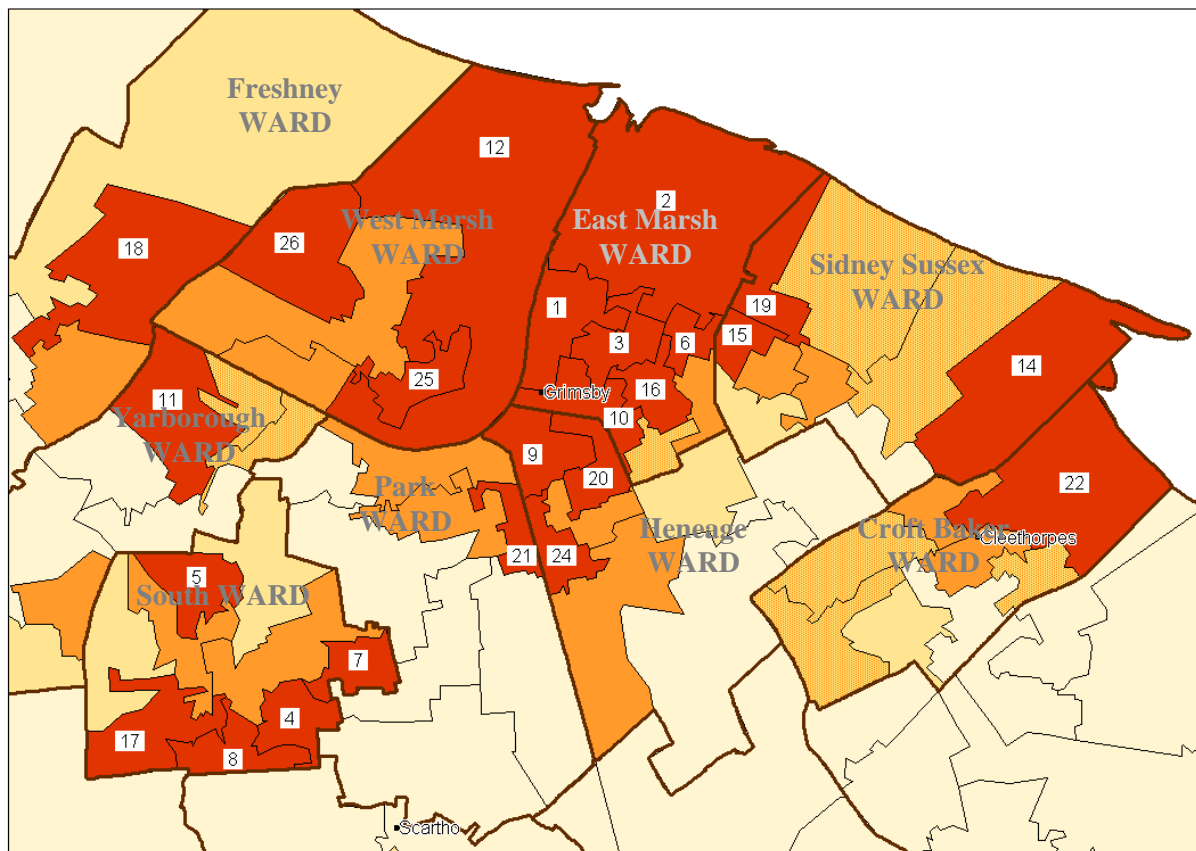 Freshney
WARD
12
2
West Marsh
WARD
East Marsh
WARD
18
26
Sidney Sussex
WARD
1
19
3
6
15
14
25
Grimsby
16
11
10
Yarborough
WARD
9
20
22
Park
WARD
Heneage
WARD
Croft Baker
WARD
Cleethorpes
21
24
5
South WARD
7
4
17
8
Scartho